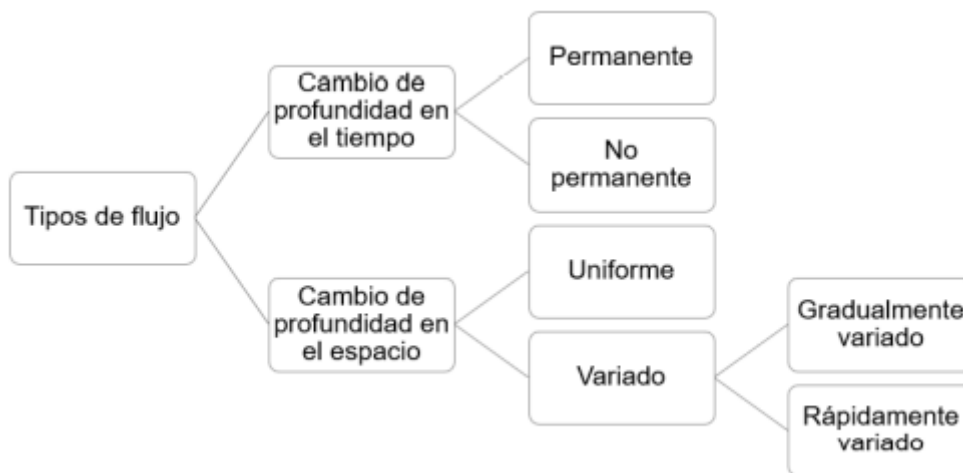 Tipos de flujo
Cambio de
profundidad en
el tiempo
Permanente
No
permanente
Cambio de
profundidad en
el espacio
Uniforme
Variado
Gradualmente
variado
Rápidamente
variado